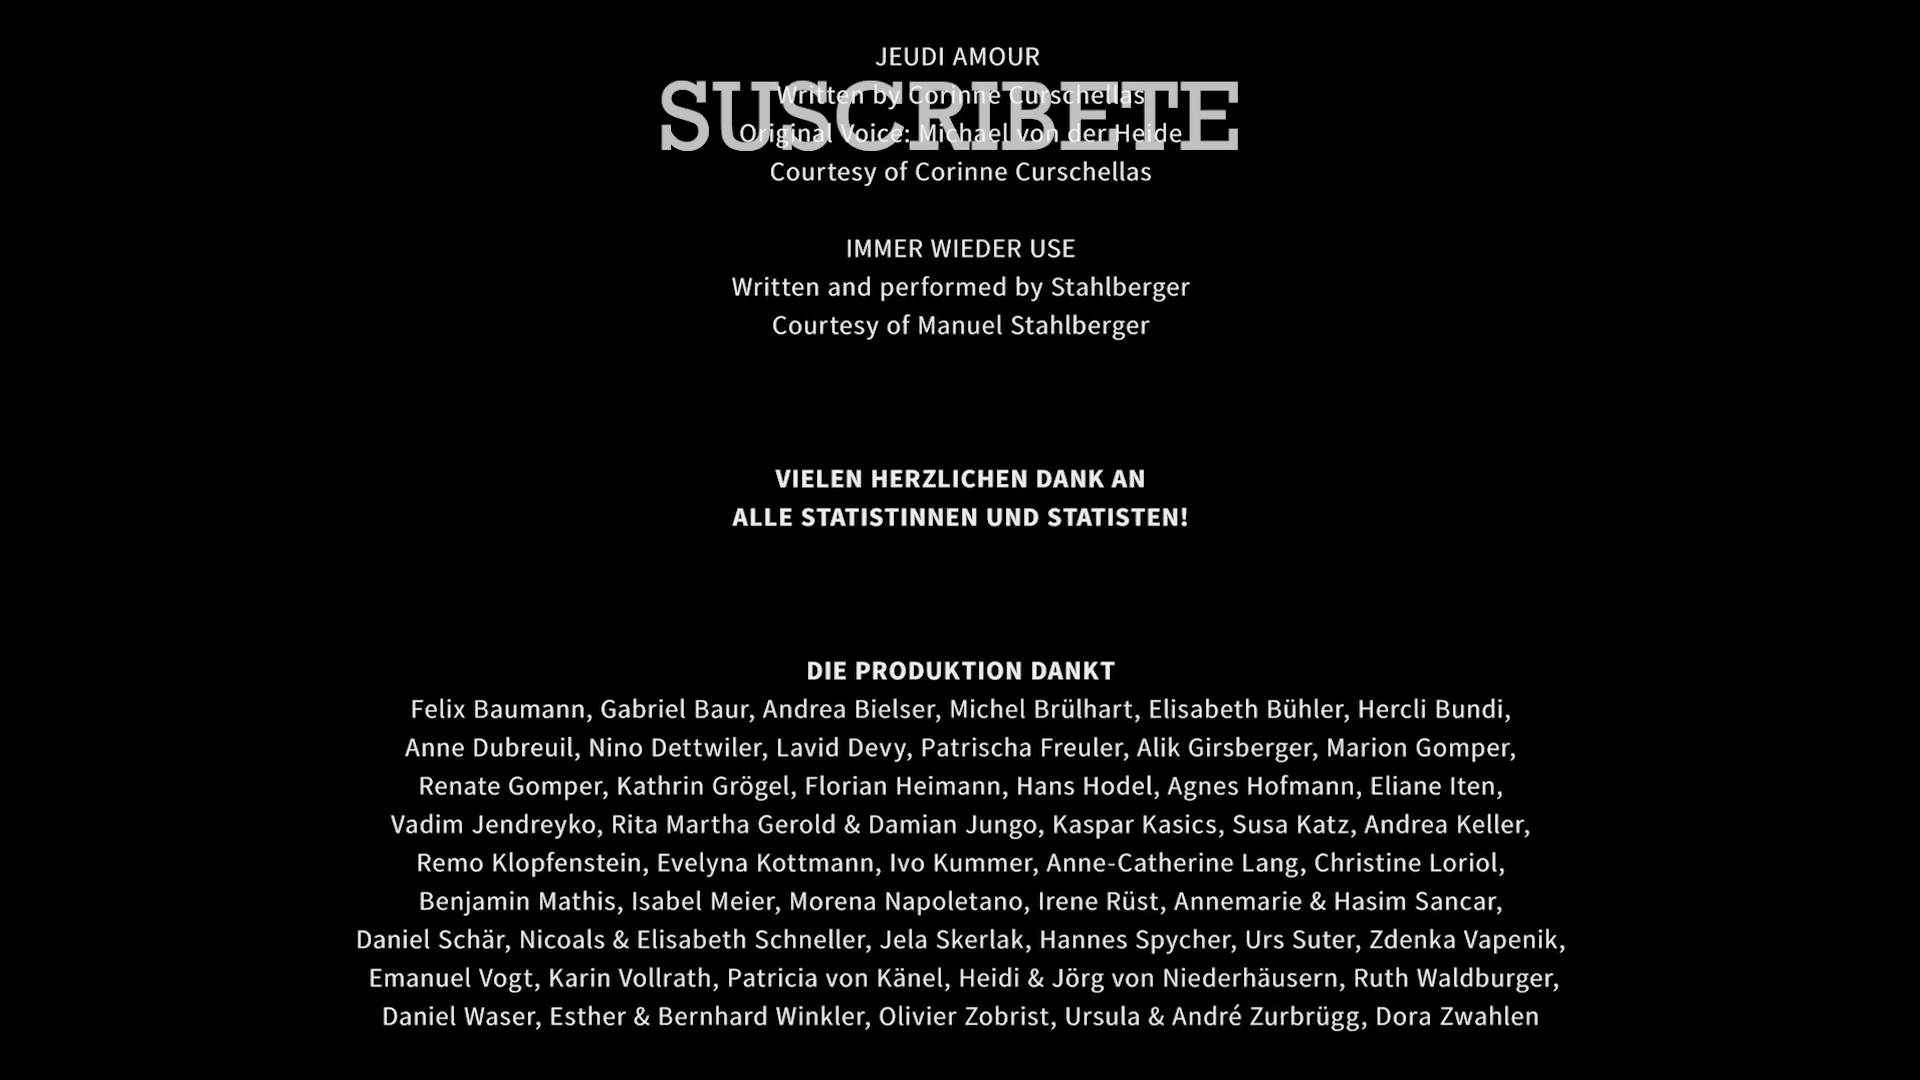 JEUDI AMOUR
SUSCRIBETE
Written by Corinne Curschellas
Original Voice: Michael von der Heide
Courtesy of Corinne Curschellas
IMMER WIEDER USE
Written and performed by Stahlberger
Courtesy of Manuel Stahlberger
VIELEN HERZLICHEN DANK AN
ALLE STATISTINNEN UND STATISTEN!
DIE PRODUKTION DANKT
Felix Baumann, Gabriel Baur, Andrea Bielser, Michel Brülhart, Elisabeth Bühler, Hercli Bundi,
Anne Dubreuil, Nino Dettwiler, Lavid Devy, Patrischa Freuler, Alik Girsberger, Marion Gomper,
Renate Gomper, Kathrin Grögel, Florian Heimann, Hans Hodel, Agnes Hofmann, Eliane Iten,
Vadim Jendreyko, Rita Martha Gerold & Damian Jungo, Kaspar Kasics, Susa Katz, Andrea Keller,
Remo Klopfenstein, Evelyna Kottmann, Ivo Kummer, Anne-Catherine Lang, Christine Loriol,
Benjamin Mathis, Isabel Meier, Morena Napoletano, Irene Rüst, Annemarie & Hasim Sancar,
Daniel Schär, Nicoals & Elisabeth Schneller, Jela Skerlak, Hannes Spycher, Urs Suter, Zdenka Vapenik,
Emanuel Vogt, Karin Vollrath, Patricia von Känel, Heidi & Jörg von Niederhäusern, Ruth Waldburger,
Daniel Waser, Esther & Bernhard Winkler, Olivier Zobrist, Ursula & André Zurbrügg, Dora Zwahlen